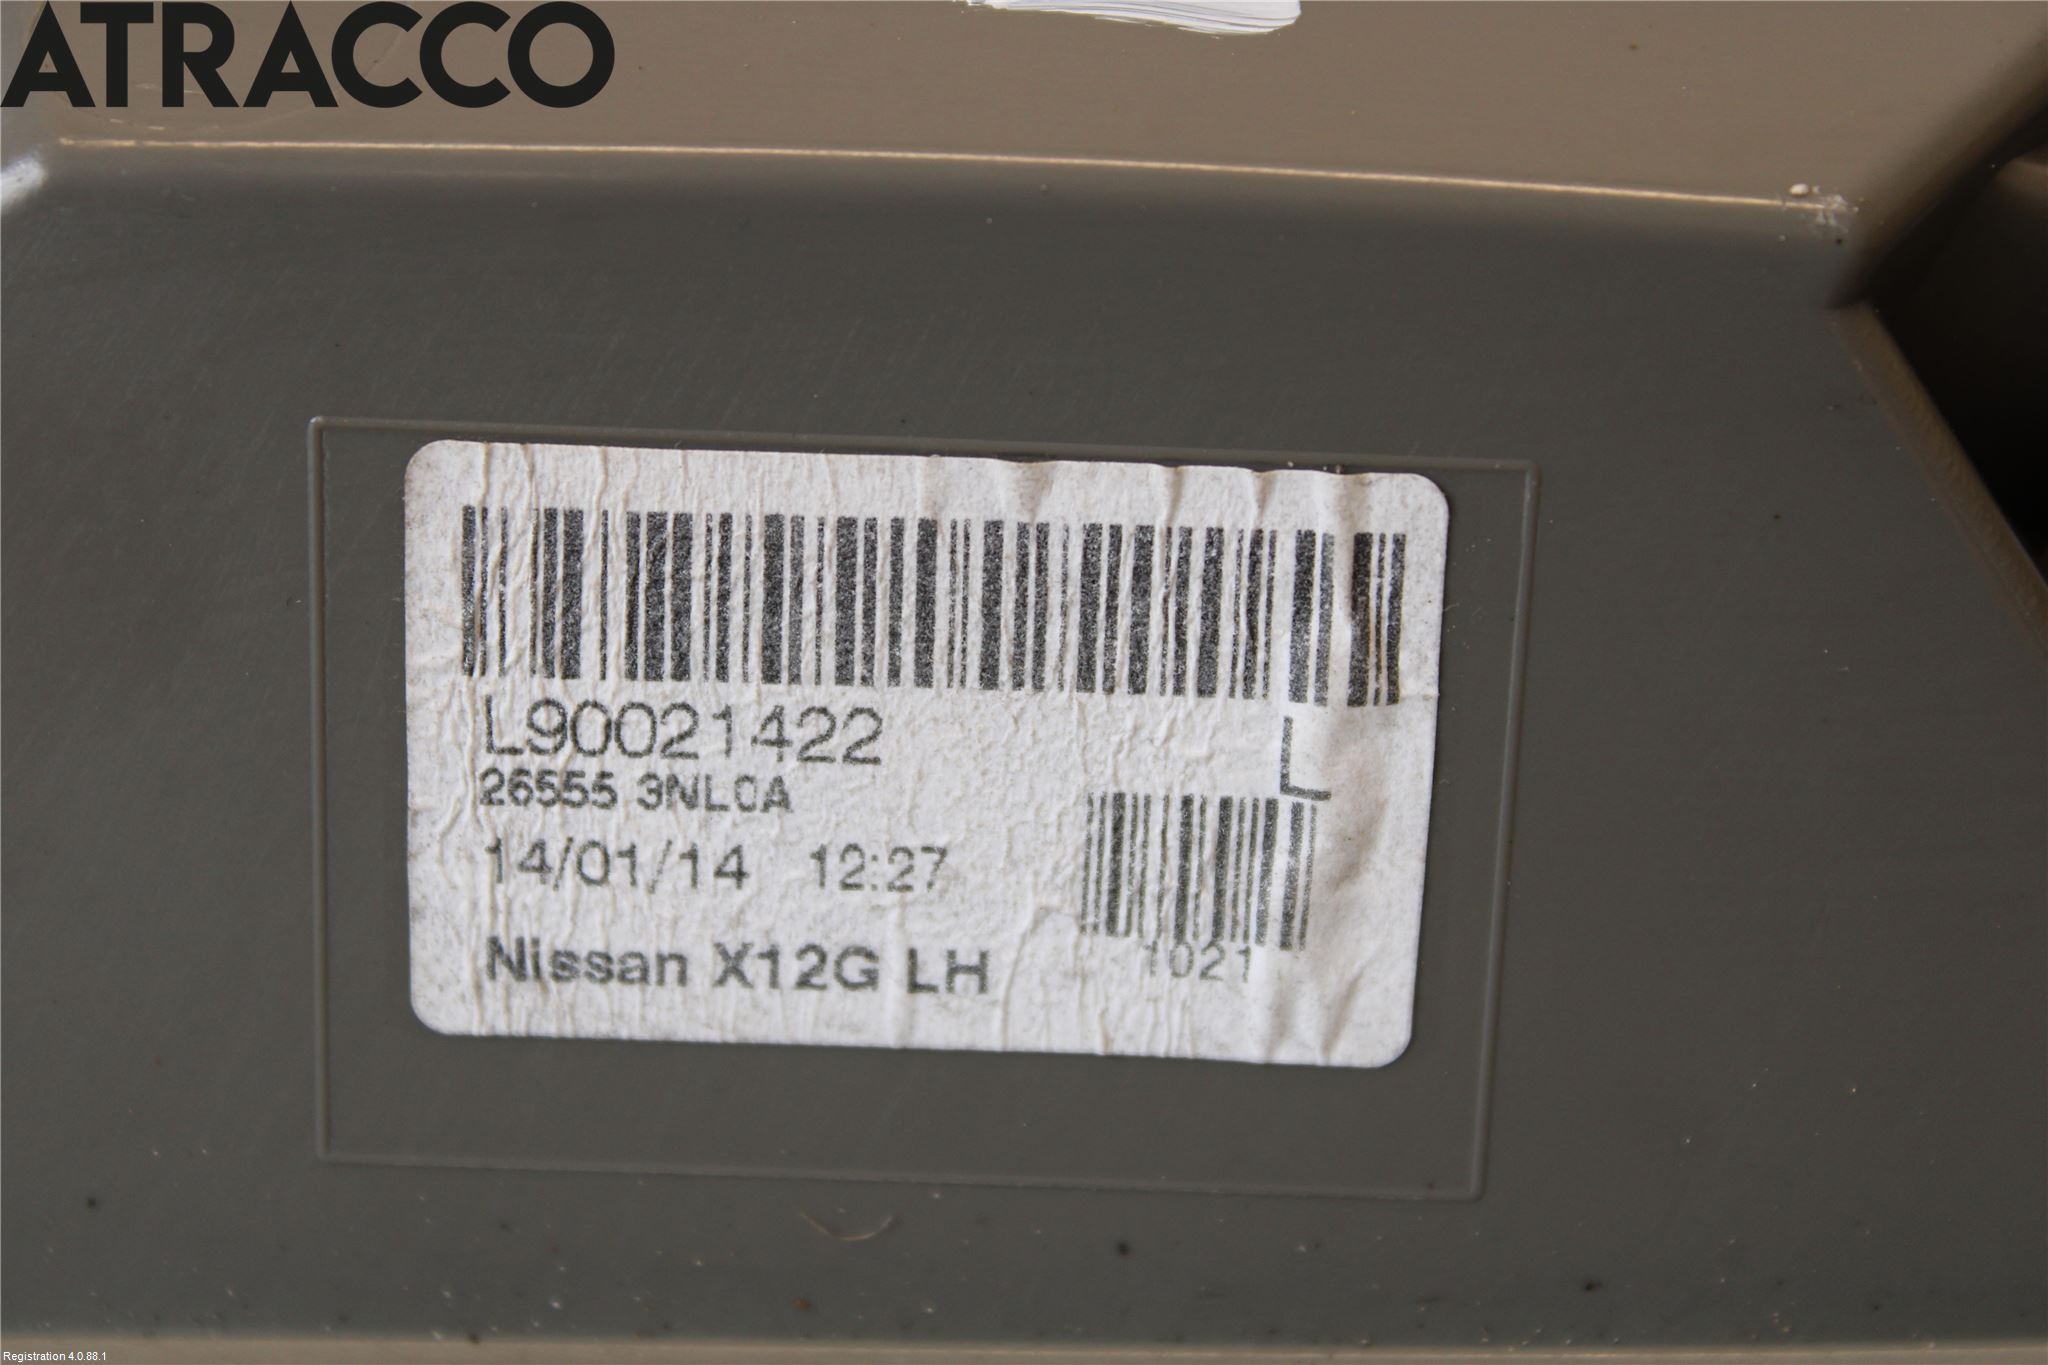 ATRACCO
L90021422
L
26555 3NL0A
14/01/14 12:27
Nissan X12G LH
1021
Registration 4.0.88.1